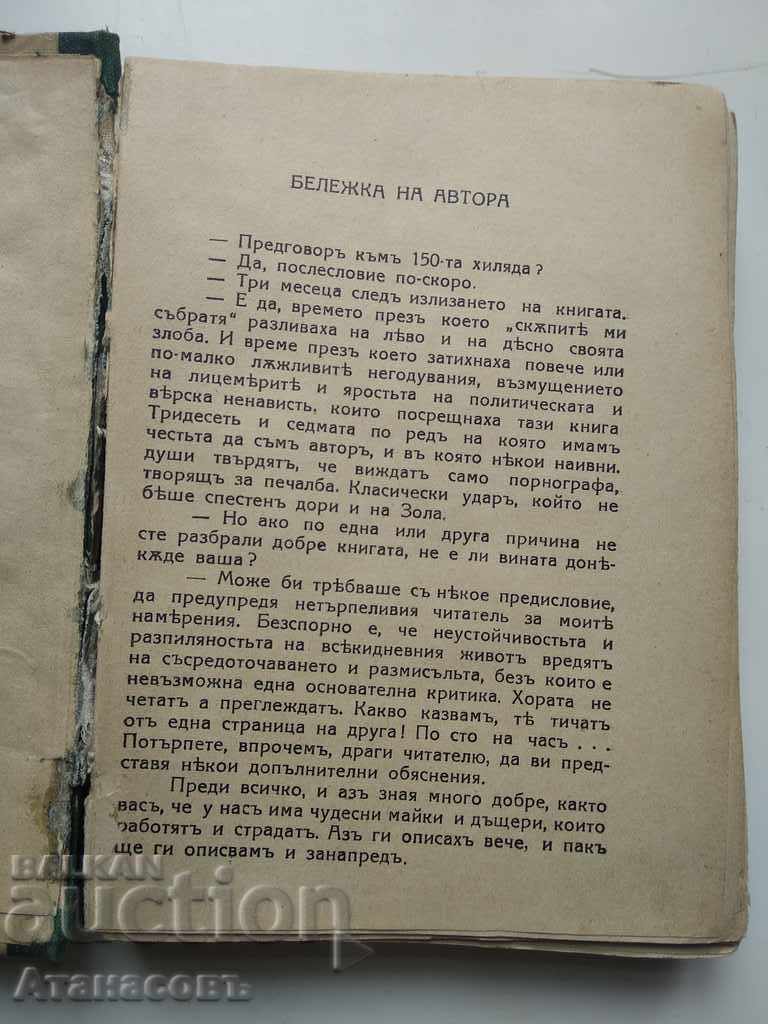 БЕЛЕЖКА НА АВТОРА
— Предговоръ къмъ 150-та хиляда?
— Да, послесловие по-скоро.
— Три месеца следъ излизането на книгата.
— Е да, времето презъ което „скѫпитѣ ми
събратя“ разливаха на лѣво и на дѣсно своята
злоба. И време презъ което затихнаха повече или
по-малко лѫжливитѣ негодувания, възмущението
на лицемѣритѣ и яростьта на политическата и
вѣрска ненависть, които посрещнаха тази книга
Тридесеть и седмата по редъ на която имамъ
честьта да съмъ авторъ, и въ която нѣкои наивни.
души твърдятъ, че виждатъ само порнографа,
творящъ за печалба. Класически ударъ, който не
бѣше спестенъ дори и на Зола.
— Но ако по една или друга причина не
сте разбрали добре книгата, не е ли вината донѣ-
кѫде ваша?
— Може би трѣбваше съ нѣкое предисловие,
да предупредя нетърпеливия читатель за моитѣ
намѣрения. Безспорно е, че неустойчивостьта и
разпиляностьта на всѣкидневния животъ вредятъ
на съсредоточаването и размисъльта, безъ които е
невъзможна една основателна критика. Хората не
четатъ а преглеждатъ. Какво казвамъ, тѣ тичатъ
отъ една страница на друга! По сто на часъ . . .
Потърпете, впрочемъ, драги читателю, да ви пред-
ставя нѣкои допълнителни обяснения.
Преди всичко, и азъ зная много добре, както
васъ, че у насъ има чудесни майки и дъщери, които
работятъ и страдатъ. Азъ ги описахъ вече, и пакъ
ще ги описвамъ и занапредъ.
BALKAN
auction
Атанасовъ